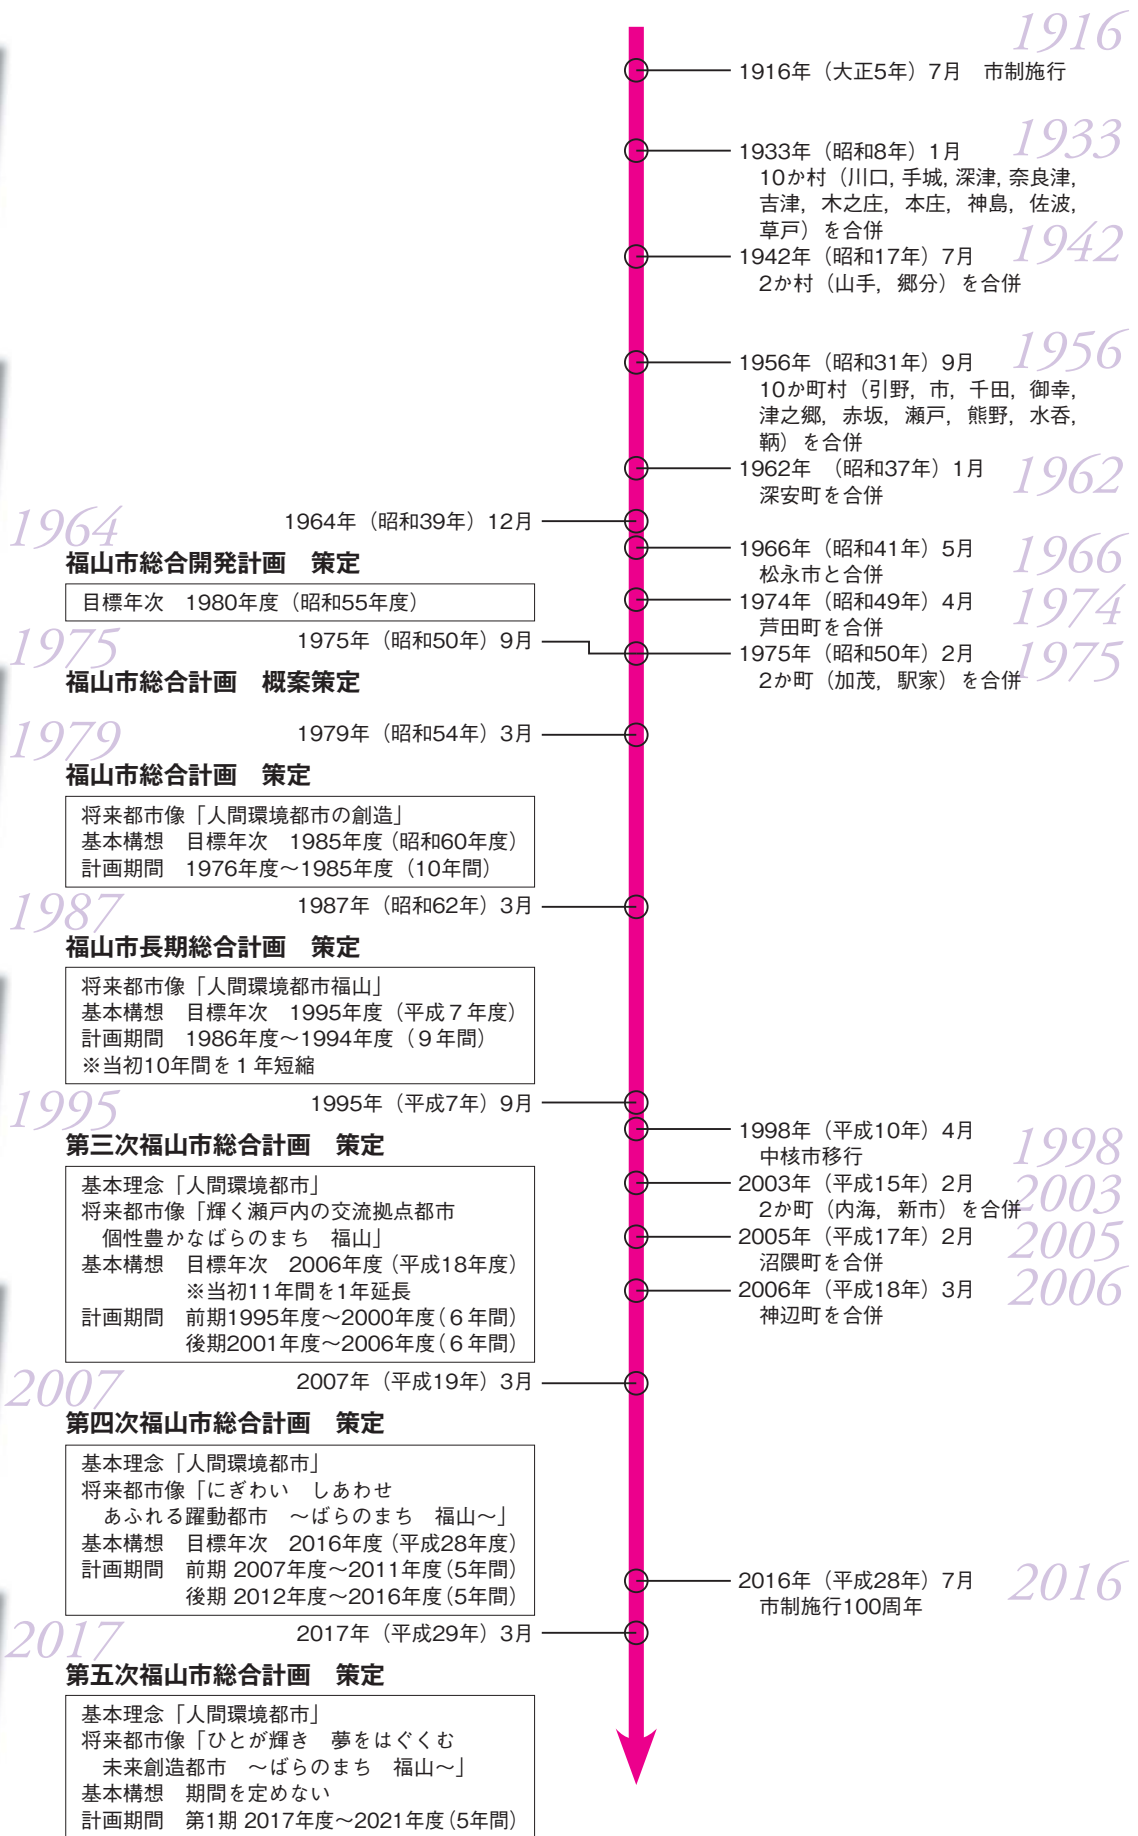 1916
1916年（大正5年）7月　市制施行
1933
1933年（昭和8年）1月
10か村（川口, 手城, 深津, 奈良津,
吉津,　木之庄,　本庄,　神島,　佐波,
草戸）を合併
1942
1942年（昭和17年）7月
2か村（山手,　郷分）を合併
1956
1956年（昭和31年）9月
10か町村（引野,　市,　千田,　御幸,
津之郷,　赤坂,　瀬戸,　熊野,　水呑,
鞆）を合併
1962
1962年　（昭和37年）1月
深安町を合併
1964
1964年（昭和39年）12月
福山市総合開発計画　策定
目標年次　1980年度（昭和55年度）
1966
1966年（昭和41年）5月
松永市と合併
1974
1974年（昭和49年）4月
芦田町を合併
1975
1975年（昭和50年）9月
福山市総合計画　概案策定
1975
1975年（昭和50年）2月
2か町（加茂,　駅家）を合併
1979
1979年（昭和54年）3月
福山市総合計画　策定
将来都市像「人間環境都市の創造」
基本構想　目標年次　1985年度（昭和60年度）
計画期間　1976年度～1985年度（10年間）
1987
1987年（昭和62年）3月
福山市長期総合計画　策定
将来都市像「人間環境都市福山」
基本構想　目標年次　1995年度（平成７年度）
計画期間　1986年度～1994年度（９年間）
※当初10年間を１年短縮
1995
1995年（平成7年）9月
第三次福山市総合計画　策定
基本理念「人間環境都市」
将来都市像「輝く瀬戸内の交流拠点都市
個性豊かなばらのまち　福山」
基本構想　目標年次　2006年度（平成18年度）
※当初11年間を1年延長
計画期間　前期1995年度～2000年度（６年間）
後期2001年度～2006年度（６年間）
1998
1998年（平成10年）4月
中核市移行
2003
2003年（平成15年）2月
2か町（内海,　新市）を合併
2005
2005年（平成17年）2月
沼隈町を合併
2006
2006年（平成18年）3月
神辺町を合併
2007
2007年（平成19年）3月
第四次福山市総合計画　策定
基本理念「人間環境都市」
将来都市像「にぎわい　しあわせ
あふれる躍動都市　～ばらのまち　福山～」
基本構想　目標年次　2016年度（平成28年度）
計画期間　前期 2007年度～2011年度（5年間）
後期 2012年度～2016年度（5年間）
2016
2016年（平成28年）7月
市制施行100周年
2017
2017年（平成29年）3月
第五次福山市総合計画　策定
基本理念「人間環境都市」
将来都市像「ひとが輝き　夢をはぐくむ
未来創造都市　～ばらのまち　福山～」
基本構想　期間を定めない
計画期間　第1期 2017年度～2021年度（5年間）